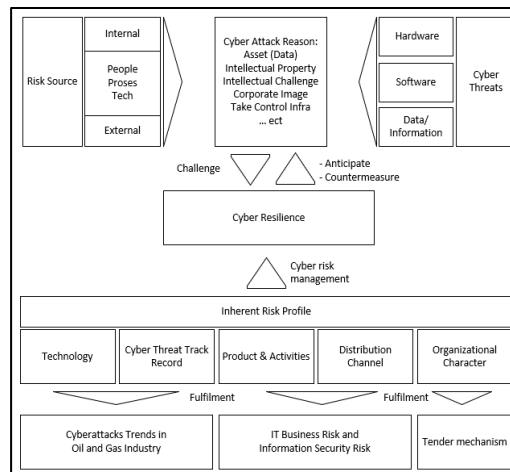 Risk Source
Internal
People
Proses
Tech
External
Cyber Attack Reason:
Asset (Data)
Intellectual Property
Intellectual Challenge
Corporate Image
Take Control Infra
... ect
Hardware
Software
Data/
Information
Cyber
Threats
Challenge
- Anticipate
- Countermeasure
Cyber Resilience
Cyber risk
management
Inherent Risk Profile
Technology
Cyber Threat Track
Record
Product & Activities
Distribution
Channel
Organizational
Character
Fulfilment
Fulfilment
Cyberattacks Trends in
Oil and Gas Industry
IT Business Risk and
Information Security Risk
Tender mechanism